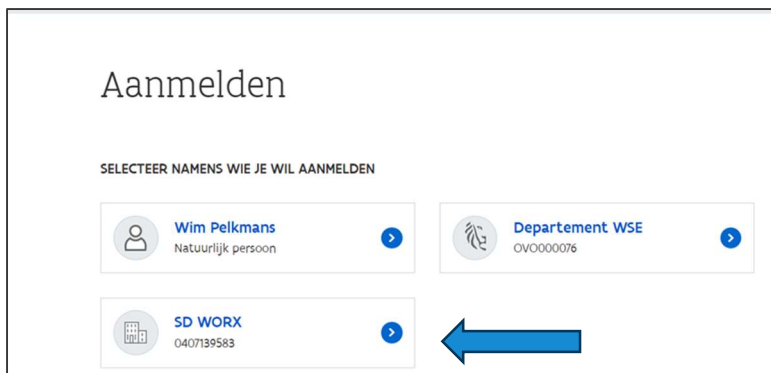 Aanmelden
SELECTEER NAMENS WIE JE WIL AANMELDEN
Wim Pelkmans
Natuurlijk persoon
Departement WSE
OVO000076
SD WORX
0407139583